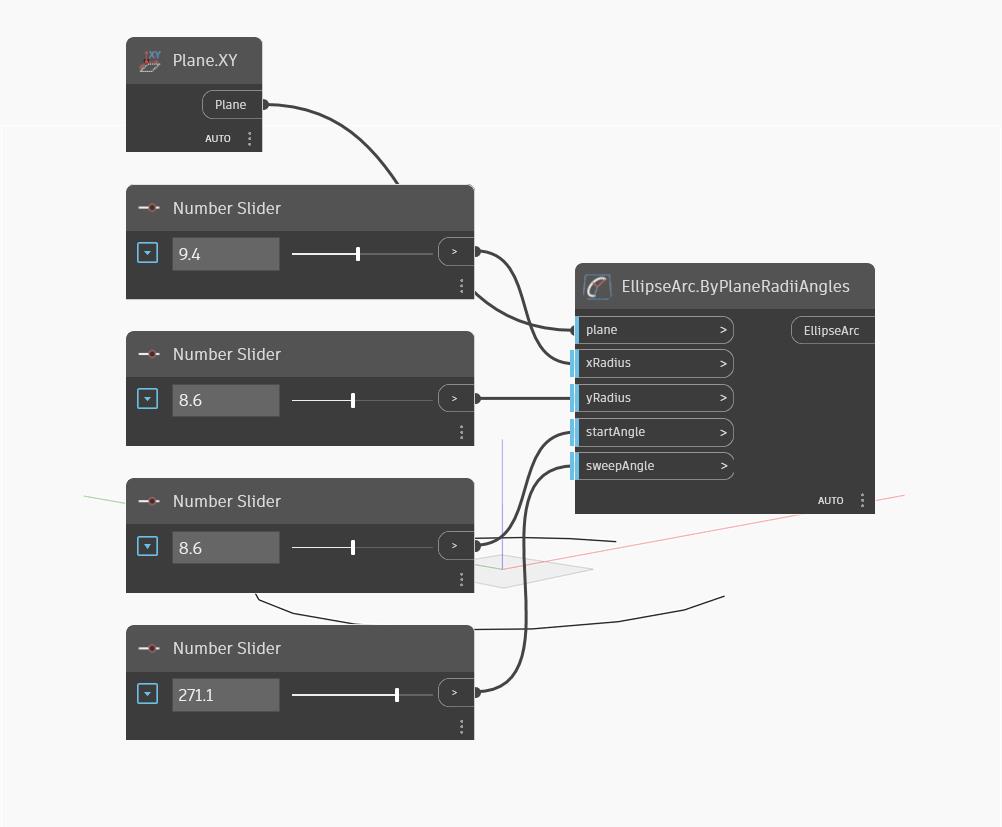 XY
Plane.XY
Plane
AUTO
Number Slider
9.4
>
Number Slider
8.6
>
Number Slider
8.6
>
Number Slider
271.1
>
EllipseArc.ByPlaneRadiiAngles
plane >
EllipseArc
xRadius >
yRadius >
startAngle >
sweepAngle >
AUTO